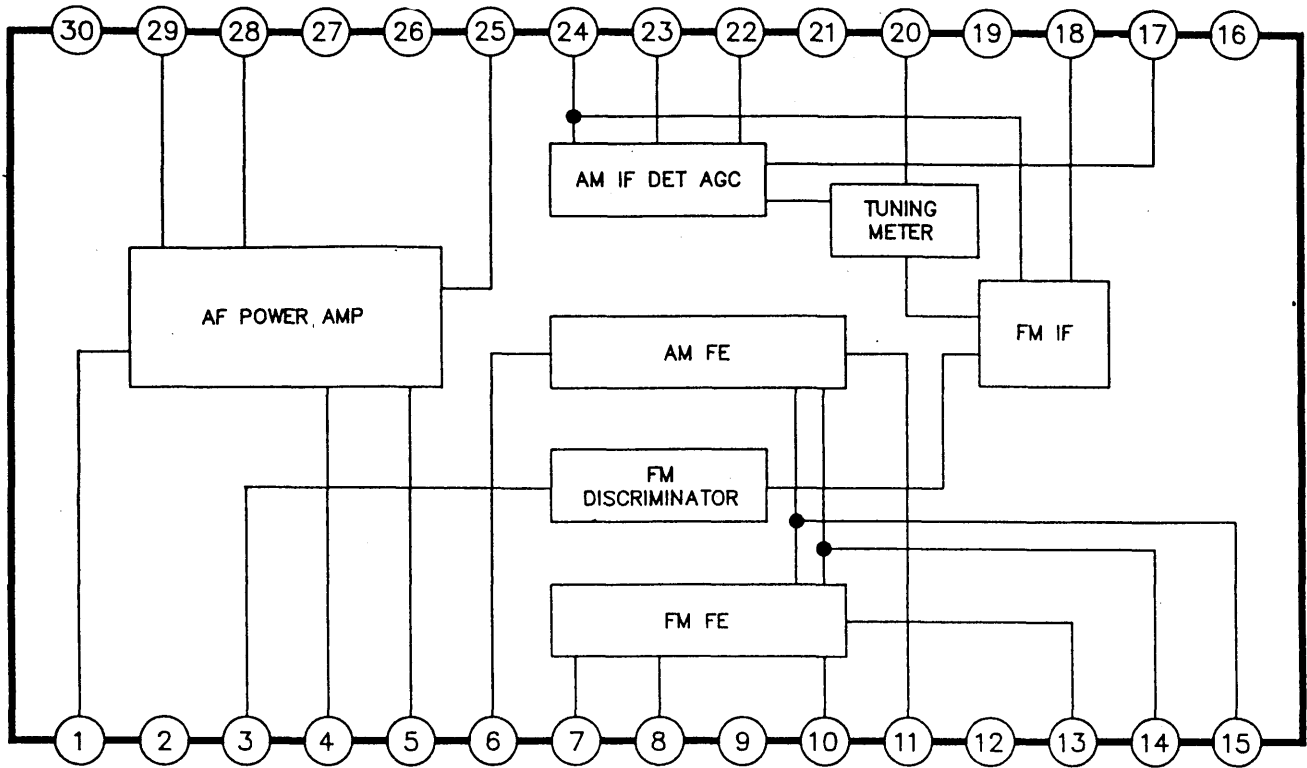 30 29 28 27 26 25 24 23 22 21 20 19 18 17 16
AM IF DET AGC
TUNING
METER
AF POWER AMP
FM IF
AM FE
FM
DISCRIMINATOR
FM FE
1 2 3 4 5 6 7 8 9 10 11 12 13 14 15